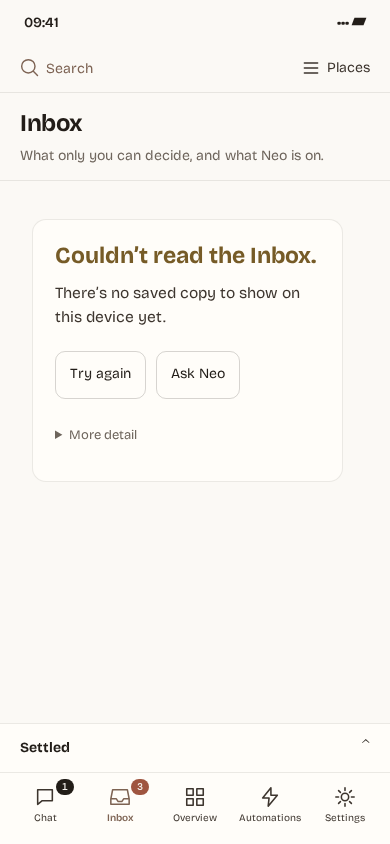 09:41
Search
Places
Inbox
What only you can decide, and what Neo is on.
Couldn't read the Inbox.
There's no saved copy to show on
this device yet.
Try again
Ask Neo
More detail
Settled
1
3
Chat
Inbox
Overview
Automations
Settings